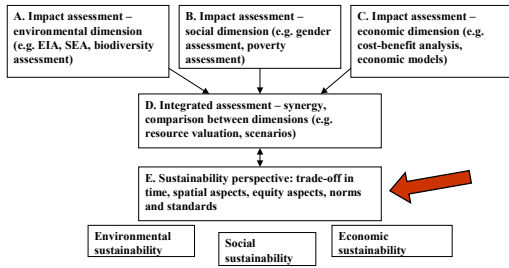 A. Impact assessment –
environmental dimension
(e.g. EIA, SEA, biodiversity
assessment)
B. Impact assessment –
social dimension (e.g. gender
assessment, poverty
assessment)
C. Impact assessment –
economic dimension (e.g.
cost-benefit analysis,
economic models)
D. Integrated assessment – synergy,
comparison between dimensions (e.g.
resource valuation, scenarios)
E. Sustainability perspective: trade-off in
time, spatial aspects, equity aspects, norms
and standards
Environmental
sustainability
Social
sustainability
Economic
sustainability